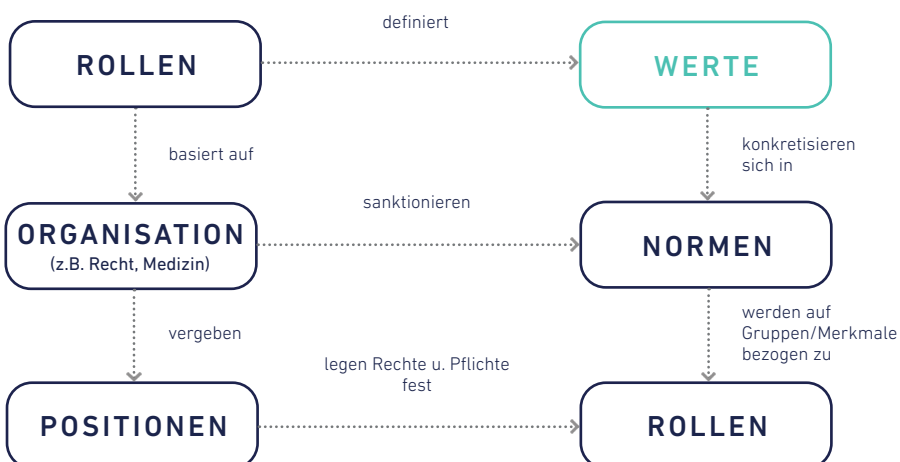 definiert
ROLLEN
WERTE
basiert auf
konkretisieren
sich in
sanktionieren
ORGANISATION
(z.B. Recht, Medizin)
NORMEN
vergeben
werden auf
Gruppen/Merkmale
bezogen zu
legen Rechte u. Pflichte
fest
POSITIONEN
ROLLEN